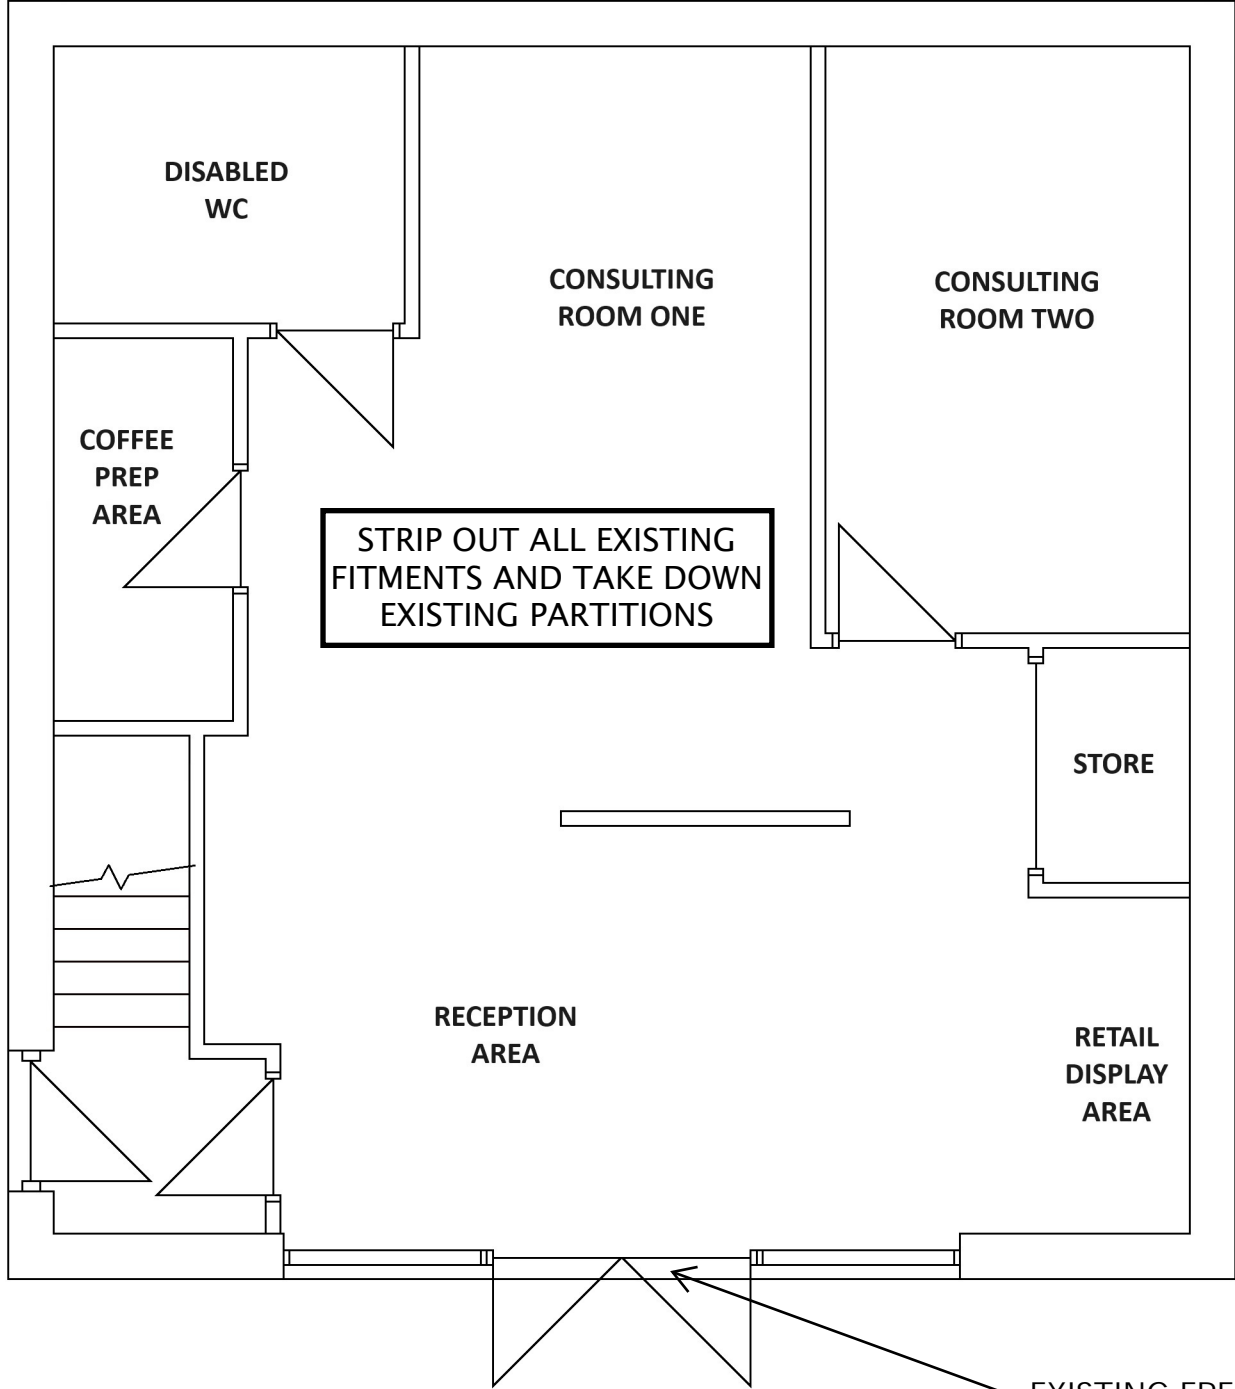 DISABLED
WC
CONSULTING
ROOM ONE
CONSULTING
ROOM TWO
COFFEE
PREP
AREA
STRIP OUT ALL EXISTING
FITMENTS AND TAKE DOWN
EXISTING PARTITIONS
STORE
RECEPTION
AREA
RETAIL
DISPLAY
AREA
EXISTING